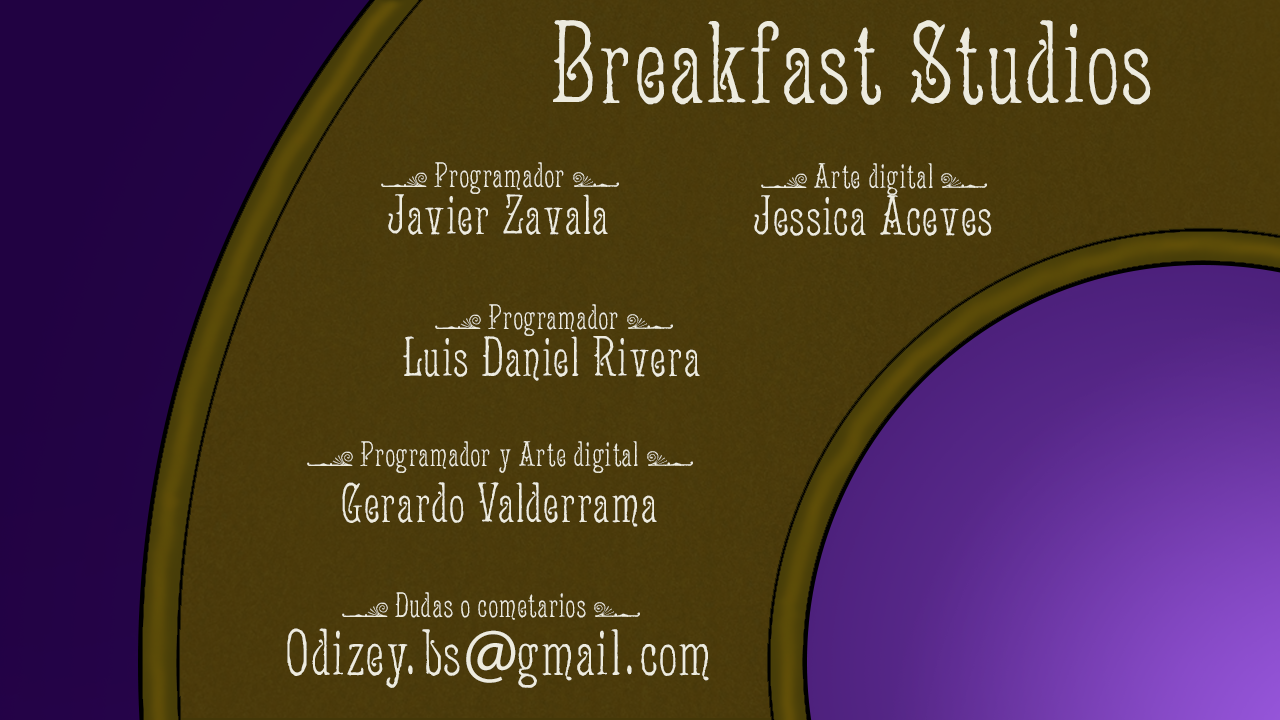 Breakfast Studios
Programador
Javier Zavala
Arte digital
Jessica Aceves
Programador
Luis Daniel Rivera
Programador y Arte digital
Gerardo Valderrama
Dudas o cometarios
Odizey.bs@gmail.com